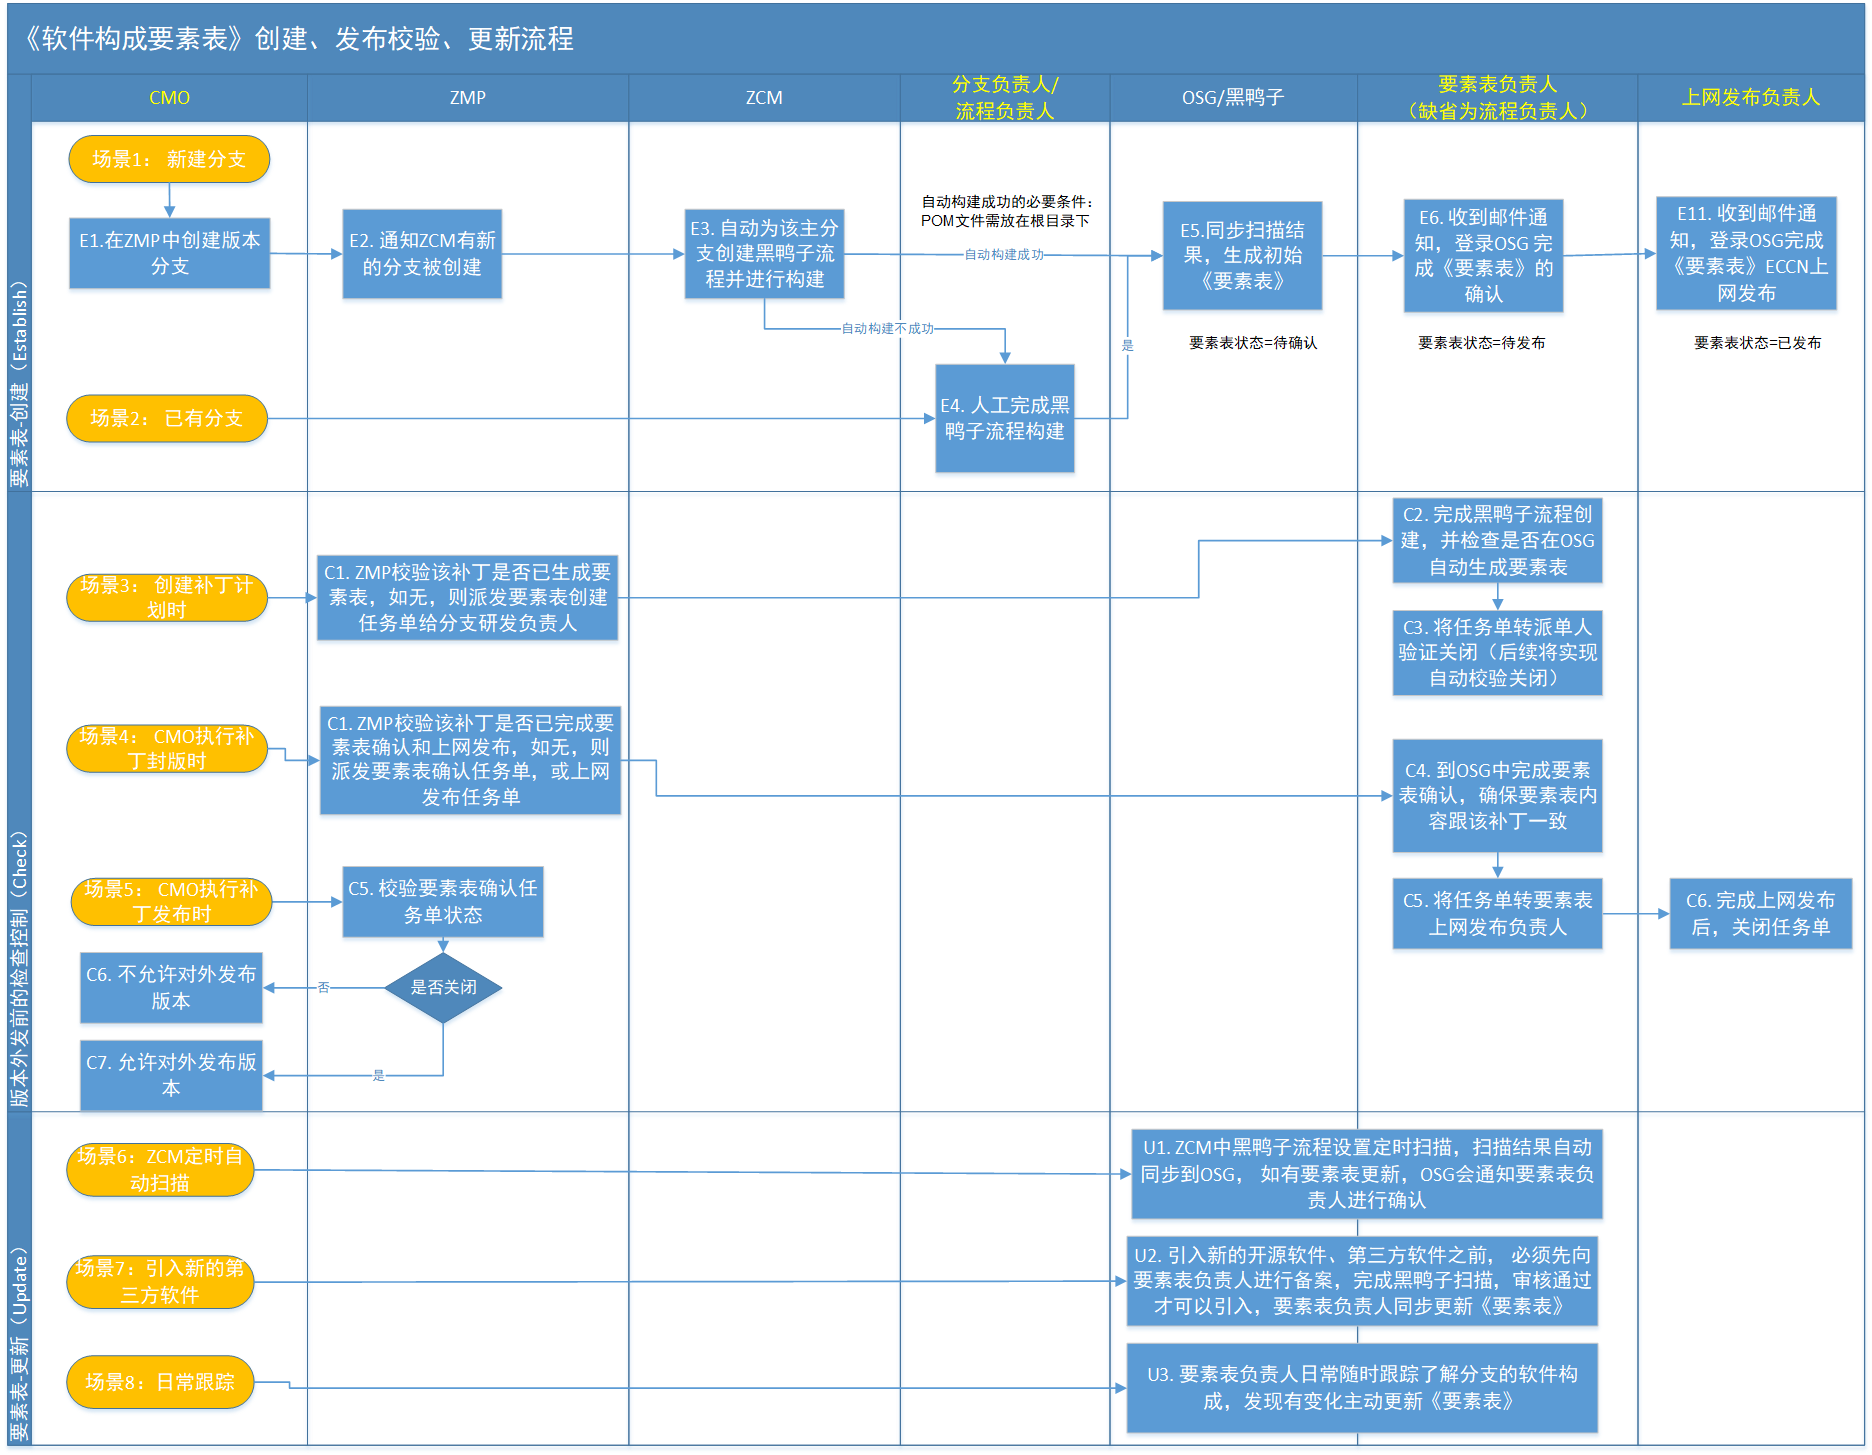 《软件构成要素表》创建、发布校验、更新流程
CMO
ZMP
ZCM
分支负责人/
流程负责人
OSG/黑鸭子
要素表负责人
（缺省为流程负责人）
上网发布负责人
要素表-创建（Establish）
场景1： 新建分支
E1.在ZMP中创建版本
分支
E2. 通知ZCM有新
的分支被创建
E3. 自动为该主分
支创建黑鸭子流
程并进行构建
自动构建成功的必要条件：
POM文件需放在根目录下
自动构建成功
自动构建不成功
是
E4. 人工完成黑
鸭子流程构建
E5.同步扫描结
果，生成初始
《要素表》
要素表状态=待确认
E6. 收到邮件通
知，登录OSG 完
成《要素表》的
确认
要素表状态=待发布
E11. 收到邮件通
知，登录OSG完成
《要素表》ECCN上
网发布
要素表状态=已发布
场景2： 已有分支
版本外发前的检查控制（Check）
场景3： 创建补丁计
划时
C1. ZMP校验该补丁是否已生成要
素表，如无，则派发要素表创建
任务单给分支研发负责人
C2. 完成黑鸭子流程创
建，并检查是否在OSG
自动生成要素表
C3. 将任务单转派单人
验证关闭（后续将实现
自动校验关闭）
场景4： CMO执行补
丁封版时
C1. ZMP校验该补丁是否已完成要
素表确认和上网发布，如无，则
派发要素表确认任务单，或上网
发布任务单
C4. 到OSG中完成要素
表确认，确保要素表内
容跟该补丁一致
C5. 将任务单转要素表
上网发布负责人
C6. 完成上网发布
后，关闭任务单
场景5： CMO执行补
丁发布时
C5. 校验要素表确认任
务单状态
是否关闭
否
C6. 不允许对外发布
版本
是
C7. 允许对外发布版
本
要素表-更新（Update）
场景6：ZCM定时自
动扫描
U1. ZCM中黑鸭子流程设置定时扫描，扫描结果自动
同步到OSG， 如有要素表更新，OSG会通知要素表负
责人进行确认
场景7：引入新的第
三方软件
U2. 引入新的开源软件、第三方软件之前， 必须先向
要素表负责人进行备案，完成黑鸭子扫描，审核通过
才可以引入，要素表负责人同步更新《要素表》
场景8：日常跟踪
U3. 要素表负责人日常随时跟踪了解分支的软件构
成，发现有变化主动更新《要素表》